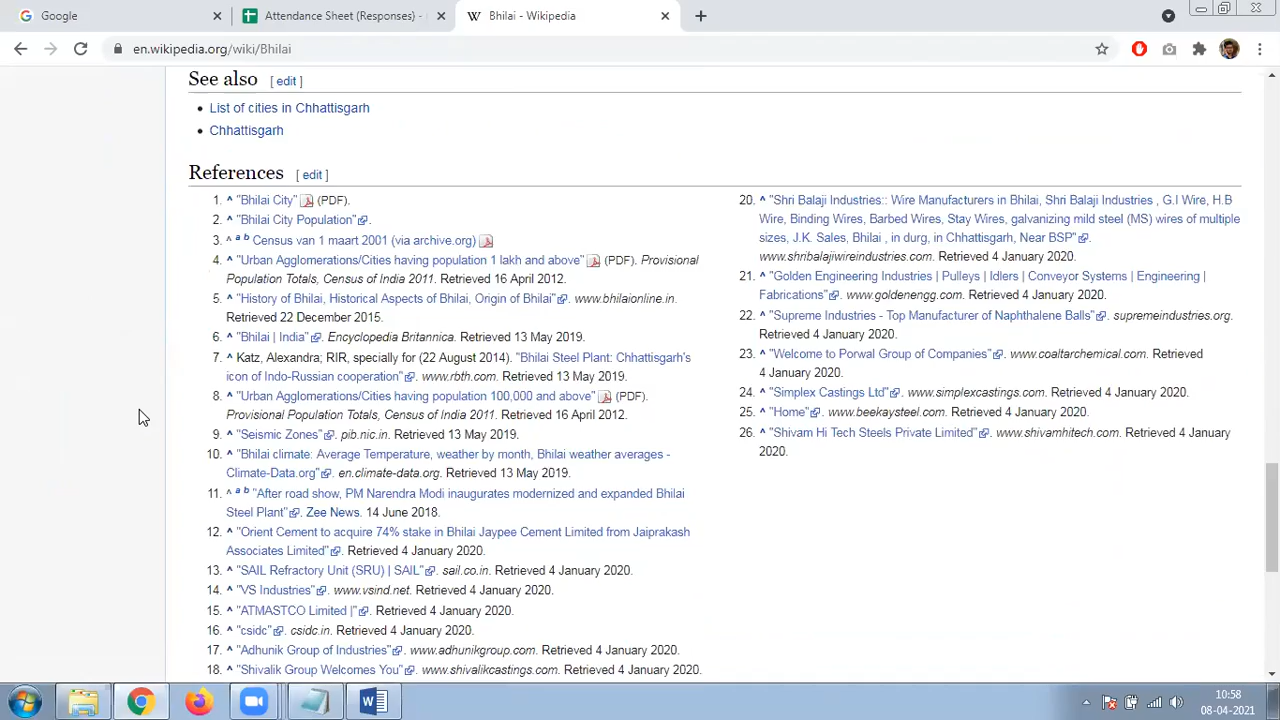 Google
Attendance Sheet (Responses) -
W Bhilai - Wikipedia
en.wikipedia.org/wiki/Bhilai
See also [ edit ]
• List of cities in Chhattisgarh
• Chhattisgarh
References [ edit ]
1. ^ "Bhilai City" (PDF).
2. ^ "Bhilai City Population".
3. ^ a b Census van 1 maart 2001 (via archive.org)
4. ^ "Urban Agglomerations/Cities having population 1 lakh and above" (PDF). Provisional
Population Totals, Census of India 2011. Retrieved 16 April 2012.
5. ^ "History of Bhilai, Historical Aspects of Bhilai, Origin of Bhilai". www.bhilaionline.in.
Retrieved 22 December 2015.
6. ^ "Bhilai | India". Encyclopedia Britannica. Retrieved 13 May 2019.
7. ^ Katz, Alexandra; RIR, specially for (22 August 2014). "Bhilai Steel Plant: Chhattisgarh's
icon of Indo-Russian cooperation". www.rbth.com. Retrieved 13 May 2019.
8. ^ "Urban Agglomerations/Cities having population 100,000 and above" (PDF).
Provisional Population Totals, Census of India 2011. Retrieved 16 April 2012.
9. ^ "Seismic Zones". pib.nic.in. Retrieved 13 May 2019.
10. ^ "Bhilai climate: Average Temperature, weather by month, Bhilai weather averages -
Climate-Data.org". en.climate-data.org. Retrieved 13 May 2019.
11. ^ a b "After road show, PM Narendra Modi inaugurates modernized and expanded Bhilai
Steel Plant". Zee News. 14 June 2018.
12. ^ "Orient Cement to acquire 74% stake in Bhilai Jaypee Cement Limited from Jaiprakash
Associates Limited". Retrieved 4 January 2020.
13. ^ "SAIL Refractory Unit (SRU) | SAIL". sail.co.in. Retrieved 4 January 2020.
14. ^ "VS Industries". www.vsind.net. Retrieved 4 January 2020.
15. ^ "ATMASTCO Limited |". Retrieved 4 January 2020.
16. ^ "csidc". csidc.in. Retrieved 4 January 2020.
17. ^ "Adhunik Group of Industries". www.adhunikgroup.com. Retrieved 4 January 2020.
18. ^ "Shivalik Group Welcomes You". www.shivalikcastings.com. Retrieved 4 January 2020.
20. ^ "Shri Balaji Industries:: Wire Manufacturers in Bhilai, Shri Balaji Industries , G.I Wire, H.B
Wire, Binding Wires, Barbed Wires, Stay Wires, galvanizing mild steel (MS) wires of multiple
sizes, J.K. Sales, Bhilai , in durg, in Chhattisgarh, Near BSP".
www.shribalajiwireindustries.com. Retrieved 4 January 2020.
21. ^ "Golden Engineering Industries | Pulleys | Idlers | Conveyor Systems | Engineering |
Fabrications". www.goldenengg.com. Retrieved 4 January 2020.
22. ^ "Supreme Industries - Top Manufacturer of Naphthalene Balls". supremeindustries.org.
Retrieved 4 January 2020.
23. ^ "Welcome to Porwal Group of Companies". www.coaltarchemical.com. Retrieved
4 January 2020.
24. ^ "Simplex Castings Ltd". www.simplexcastings.com. Retrieved 4 January 2020.
25. ^ "Home". www.beekaysteel.com. Retrieved 4 January 2020.
26. ^ "Shivam Hi Tech Steels Private Limited". www.shivamhitech.com. Retrieved 4 January
2020.
10:58
08-04-2021